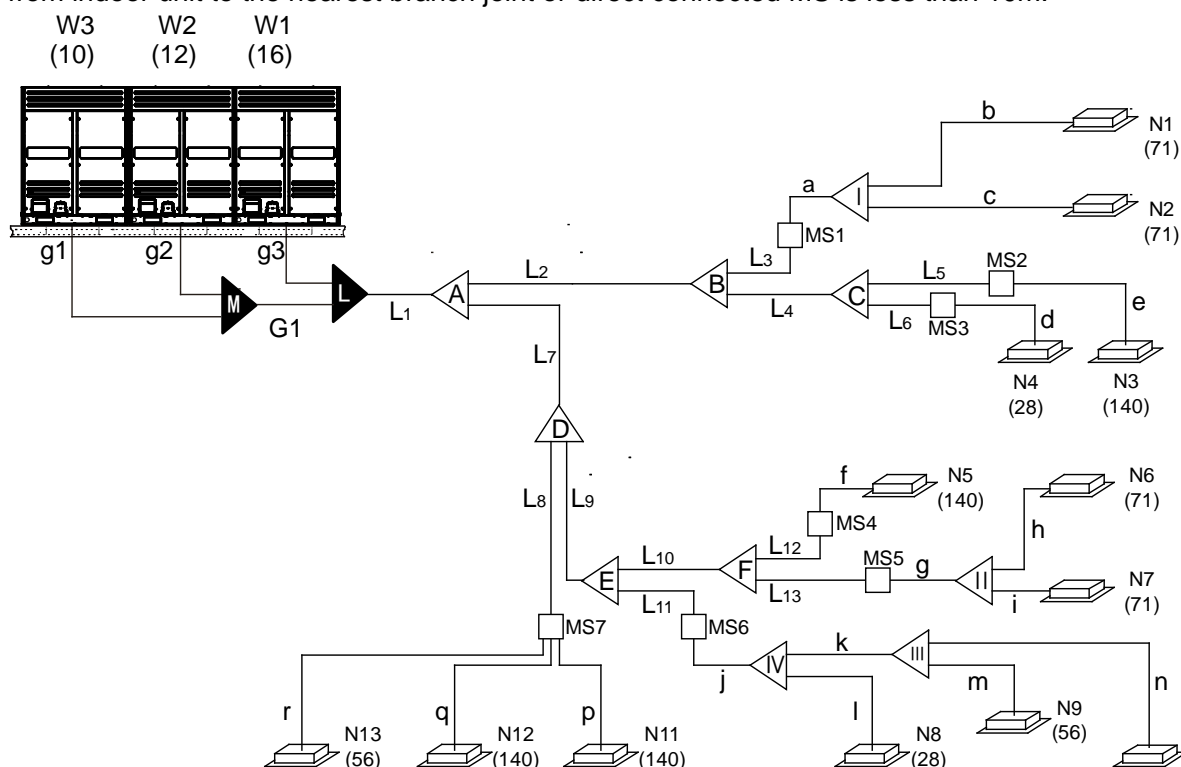 from indoor unit to the nearest branch joint or direct connected MS is less than 10m.
W3 W2 W1
(10) (12) (16)
g1 g2 g3
M
L
G1
L1
A
L2
B
L3
MS1
a
I
b
N1
(71)
c
N2
(71)
L4
C
L5
MS2
e
L6
MS3
d
N4
(28)
N3
(140)
L7
D
L8
L9
E
L10
F
L12
MS4
f
N5
(140)
L13
MS5
g
II
h
N6
(71)
i
N7
(71)
L11
MS6
j
IV
k
III
l
m
n
N8
(28)
N9
(56)
MS7
r
q
p
N13
(56)
N12
(140)
N11
(140)